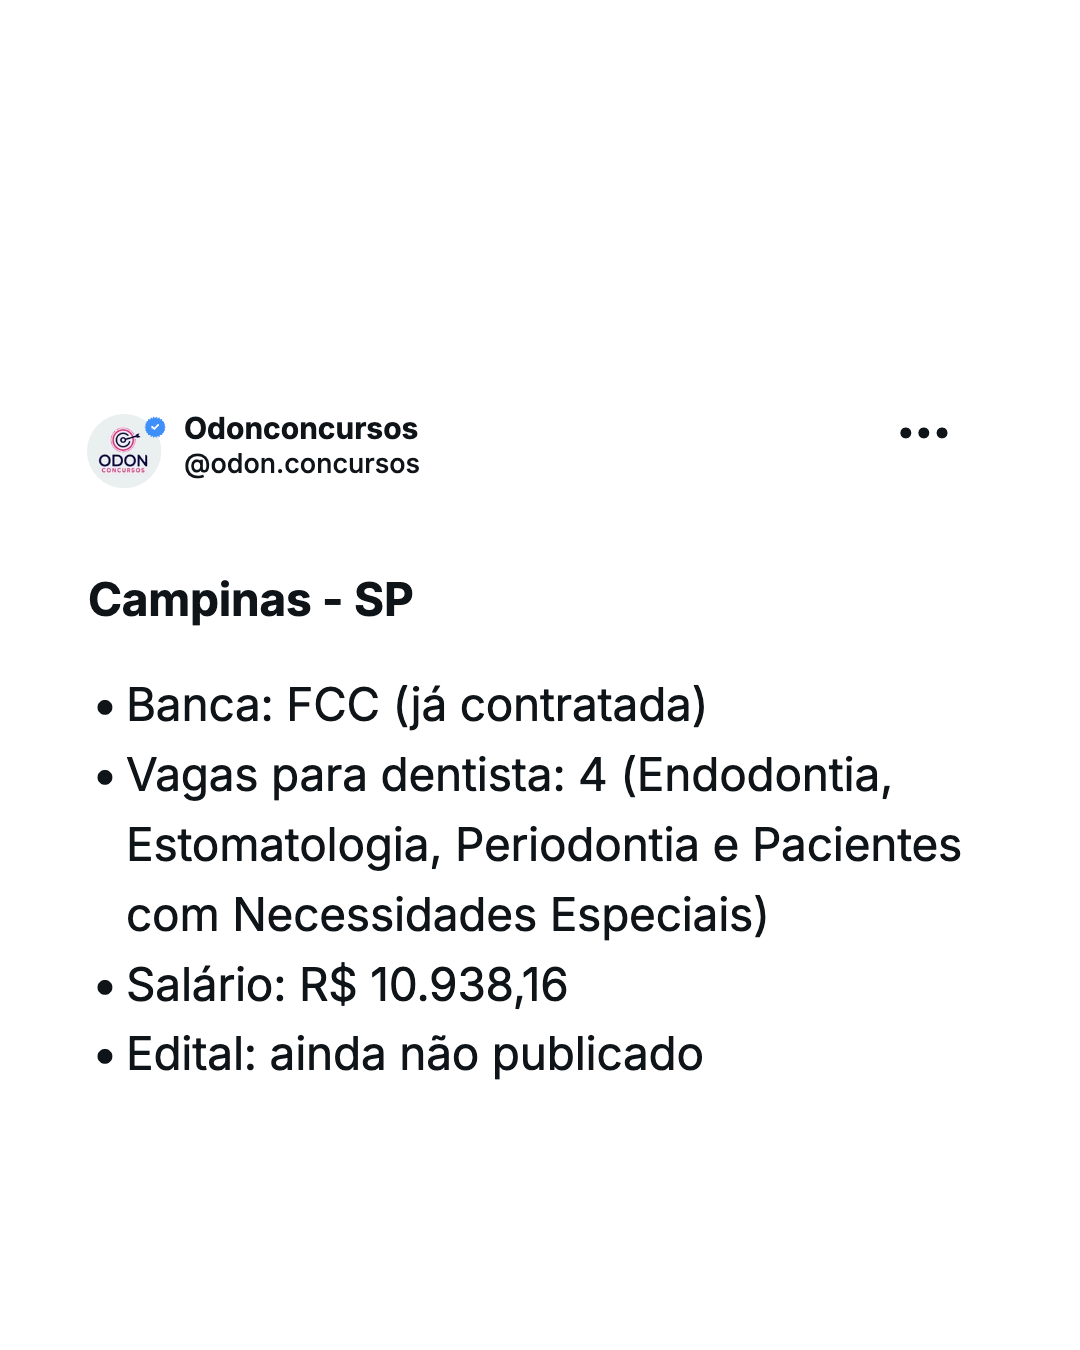 ODON
CONCURSOS
Odonconcursos
@odon.concursos
Campinas - SP
• Banca: FCC (já contratada)
• Vagas para dentista: 4 (Endodontia,
Estomatologia, Periodontia e Pacientes
com Necessidades Especiais)
• Salário: R$ 10.938,16
• Edital: ainda não publicado